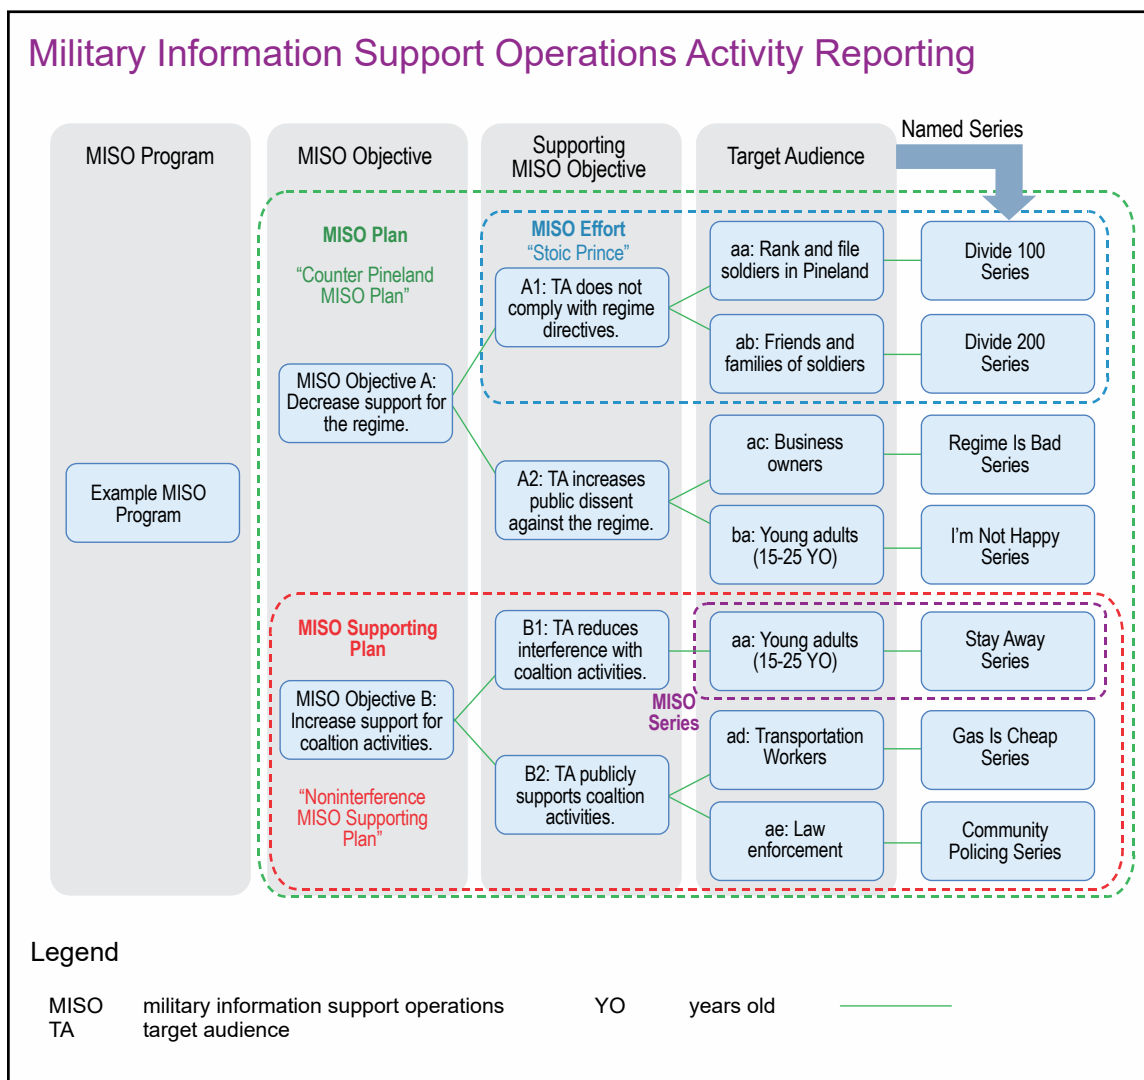 Military Information Support Operations Activity Reporting
Named Series
MISO Program
MISO Objective
Supporting
MISO Objective
Target Audience
MISO Plan
“Counter Pineland
MISO Plan”
MISO Effort
“Stoic Prince”
A1: TA does not
comply with regime
directives.
aa: Rank and file
soldiers in Pineland
Divide 100
Series
ab: Friends and
families of soldiers
Divide 200
Series
MISO Objective A:
Decrease support for
the regime.
A2: TA increases
public dissent
against the regime.
ac: Business
owners
Regime Is Bad
Series
ba: Young adults
(15-25 YO)
I’m Not Happy
Series
Example MISO
Program
MISO Supporting
Plan
B1: TA reduces
interference with
coaltion activities.
aa: Young adults
(15-25 YO)
Stay Away
Series
MISO
Series
MISO Objective B:
Increase support for
coaltion activities.
B2: TA publicly
supports coaltion
activities.
ad: Transportation
Workers
Gas Is Cheap
Series
ae: Law
enforcement
Community
Policing Series
“Noninterference
MISO Supporting
Plan”
Legend
MISO military information support operations
TA target audience
YO years old